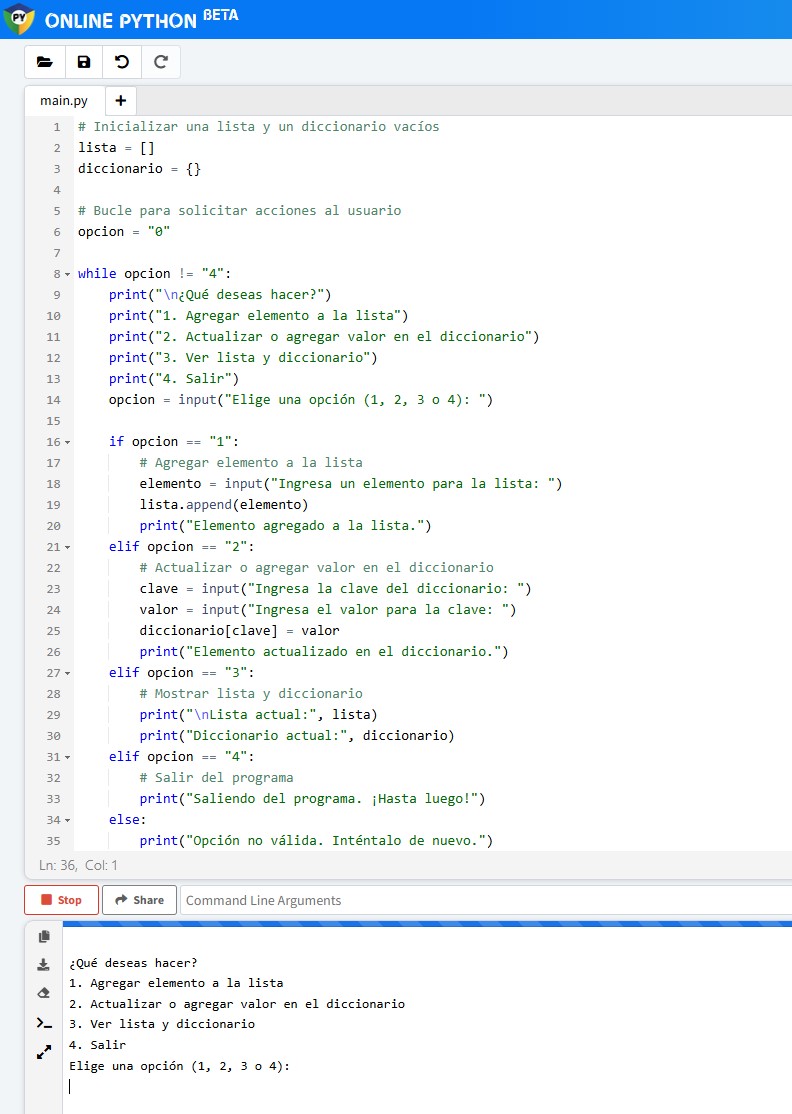 PY ONLINE PYTHON BETA
main.py +
1 # Inicializar una lista y un diccionario vacíos
2 lista = []
3 diccionario = {}
4
5 # Bucle para solicitar acciones al usuario
6 opcion = "0"
7
8 while opcion != "4":
9     print("\n¿Qué deseas hacer?")
10     print("1. Agregar elemento a la lista")
11     print("2. Actualizar o agregar valor en el diccionario")
12     print("3. Ver lista y diccionario")
13     print("4. Salir")
14     opcion = input("Elige una opción (1, 2, 3 o 4): ")
15
16     if opcion == "1":
17         # Agregar elemento a la lista
18         elemento = input("Ingresa un elemento para la lista: ")
19         lista.append(elemento)
20         print("Elemento agregado a la lista.")
21     elif opcion == "2":
22         # Actualizar o agregar valor en el diccionario
23         clave = input("Ingresa la clave del diccionario: ")
24         valor = input("Ingresa el valor para la clave: ")
25         diccionario[clave] = valor
26         print("Elemento actualizado en el diccionario.")
27     elif opcion == "3":
28         # Mostrar lista y diccionario
29         print("\nLista actual:", lista)
30         print("Diccionario actual:", diccionario)
31     elif opcion == "4":
32         # Salir del programa
33         print("Saliendo del programa. ¡Hasta luego!")
34     else:
35         print("Opción no válida. Inténtalo de nuevo.")
Ln: 36, Col: 1
Stop Share Command Line Arguments
¿Qué deseas hacer?
1. Agregar elemento a la lista
2. Actualizar o agregar valor en el diccionario
3. Ver lista y diccionario
4. Salir
Elige una opción (1, 2, 3 o 4):